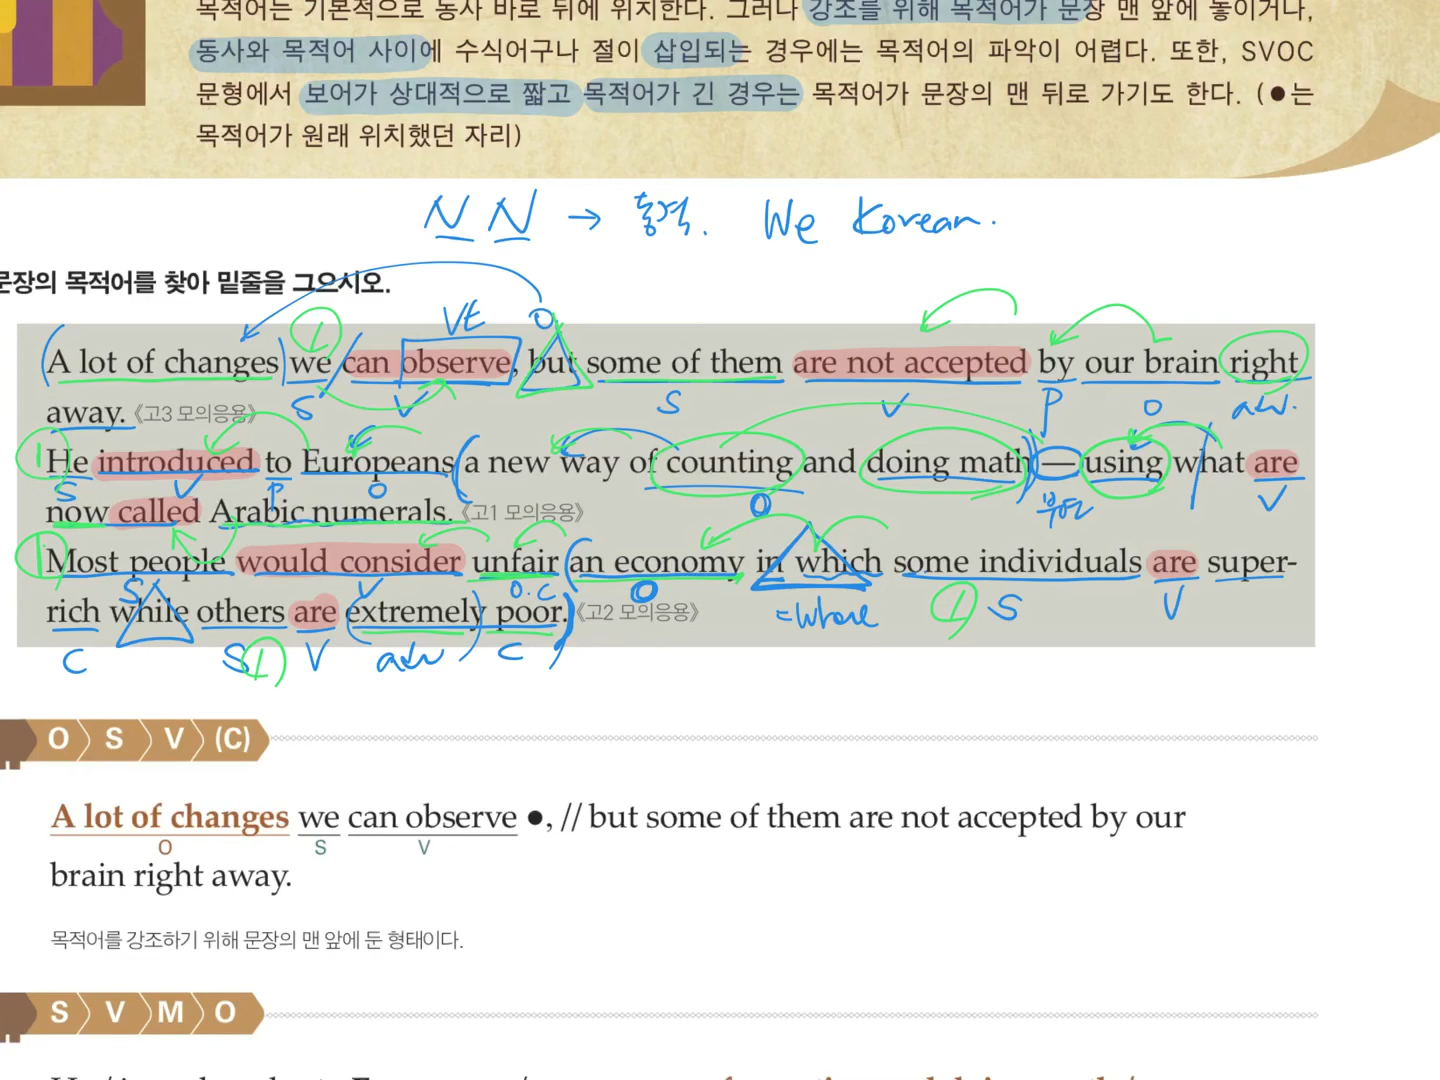 목적어는 기본적으로 동사 바로 뒤에 위치한다. 그러나 강조를 위해 목적어가 문장 맨 앞에 놓이거나,
동사와 목적어 사이에 수식어구나 절이 삽입되는 경우에는 목적어의 파악이 어렵다. 또한, SVOC
문형에서 보어가 상대적으로 짧고 목적어가 긴 경우는 목적어가 문장의 맨 뒤로 가기도 한다. (●는
목적어가 원래 위치했던 자리)
N N → 동격. We Korean.
문장의 목적어를 찾아 밑줄을 그으시오.
① Vt O
A lot of changes we can observe, but some of them are not accepted by our brain right
S V S V P O adv.
away. 《고3 모의응용》
①
He introduced to Europeans a new way of counting and doing math — using what are
S V P O O 부연 V
now called Arabic numerals. 《고1 모의응용》
①
Most people would consider unfair an economy in which some individuals are super-
S V O.C O =where ① S V
rich while others are extremely poor. 《고2 모의응용》
C S ① V adv C
O S V (C)
A lot of changes we can observe ●, // but some of them are not accepted by our
O S V
brain right away.
목적어를 강조하기 위해 문장의 맨 앞에 둔 형태이다.
S V M O